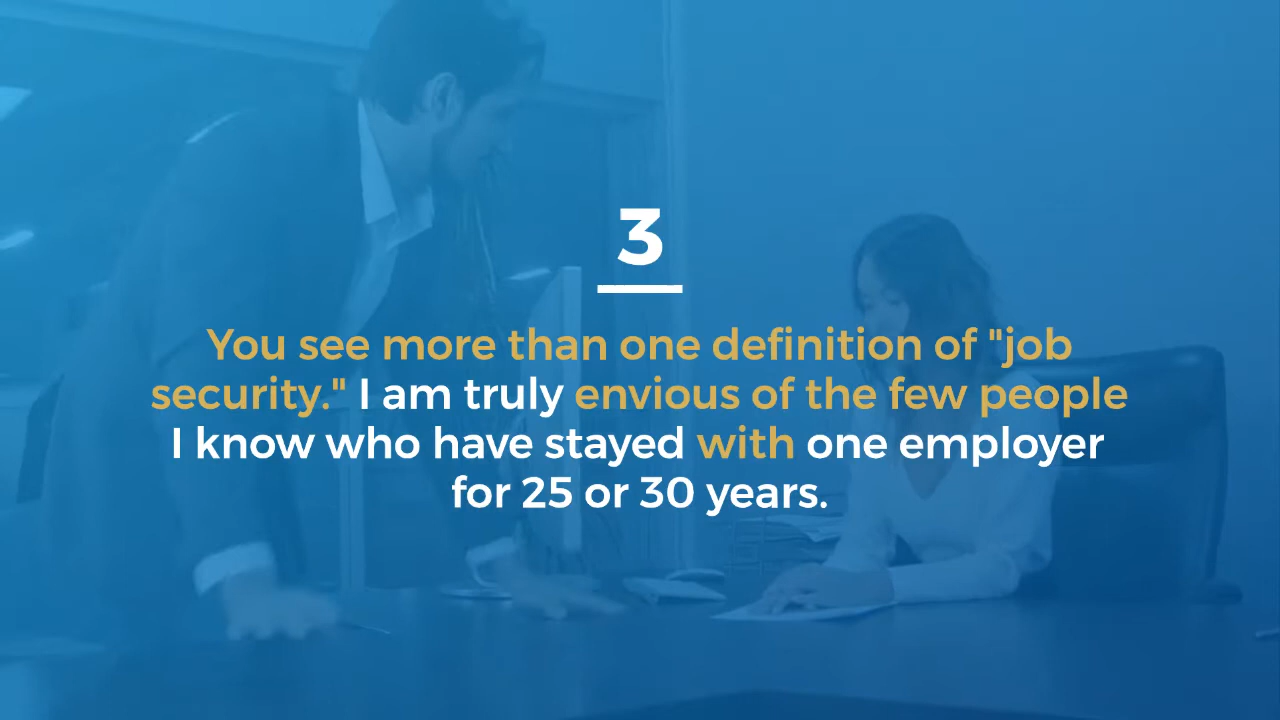 3
You see more than one definition of "job
security." I am truly envious of the few people
I know who have stayed with one employer
for 25 or 30 years.